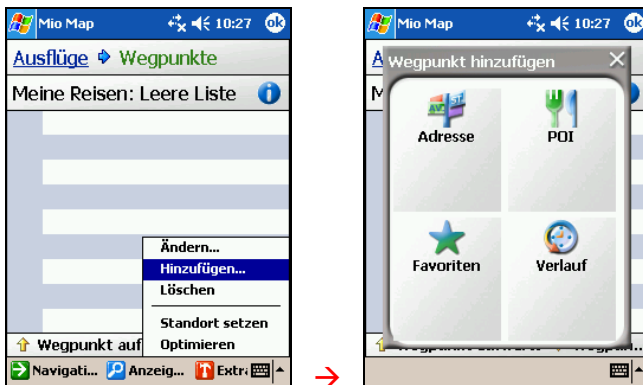 Mio Map 10:27 ok
Ausflüge Wegpunkte
Meine Reisen: Leere Liste
Ändern...
Hinzufügen...
Löschen
Standort setzen
Wegpunkt auf
Optimieren
Navigati... Anzeig... Extr
→
Mio Map 10:27 ok
Wegpunkt hinzufügen
Adresse
POI
Favoriten
Verlauf